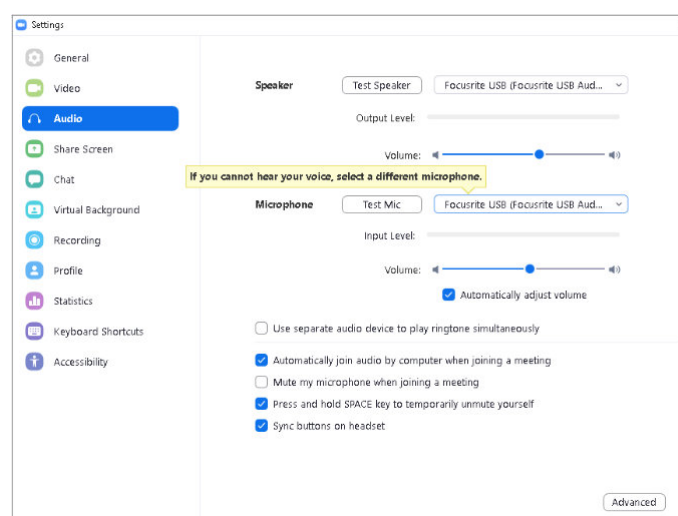 Settings
General
Video
Audio
Share Screen
Chat
Virtual Background
Recording
Profile
Statistics
Keyboard Shortcuts
Accessibility
Speaker Test Speaker Focusrite USB (Focusrite USB Aud...
Output Level:
Volume:
If you cannot hear your voice, select a different microphone.
Microphone Test Mic Focusrite USB (Focusrite USB Aud...
Input Level:
Volume:
Automatically adjust volume
Use separate audio device to play ringtone simultaneously
Automatically join audio by computer when joining a meeting
Mute my microphone when joining a meeting
Press and hold SPACE key to temporarily unmute yourself
Sync buttons on headset
Advanced